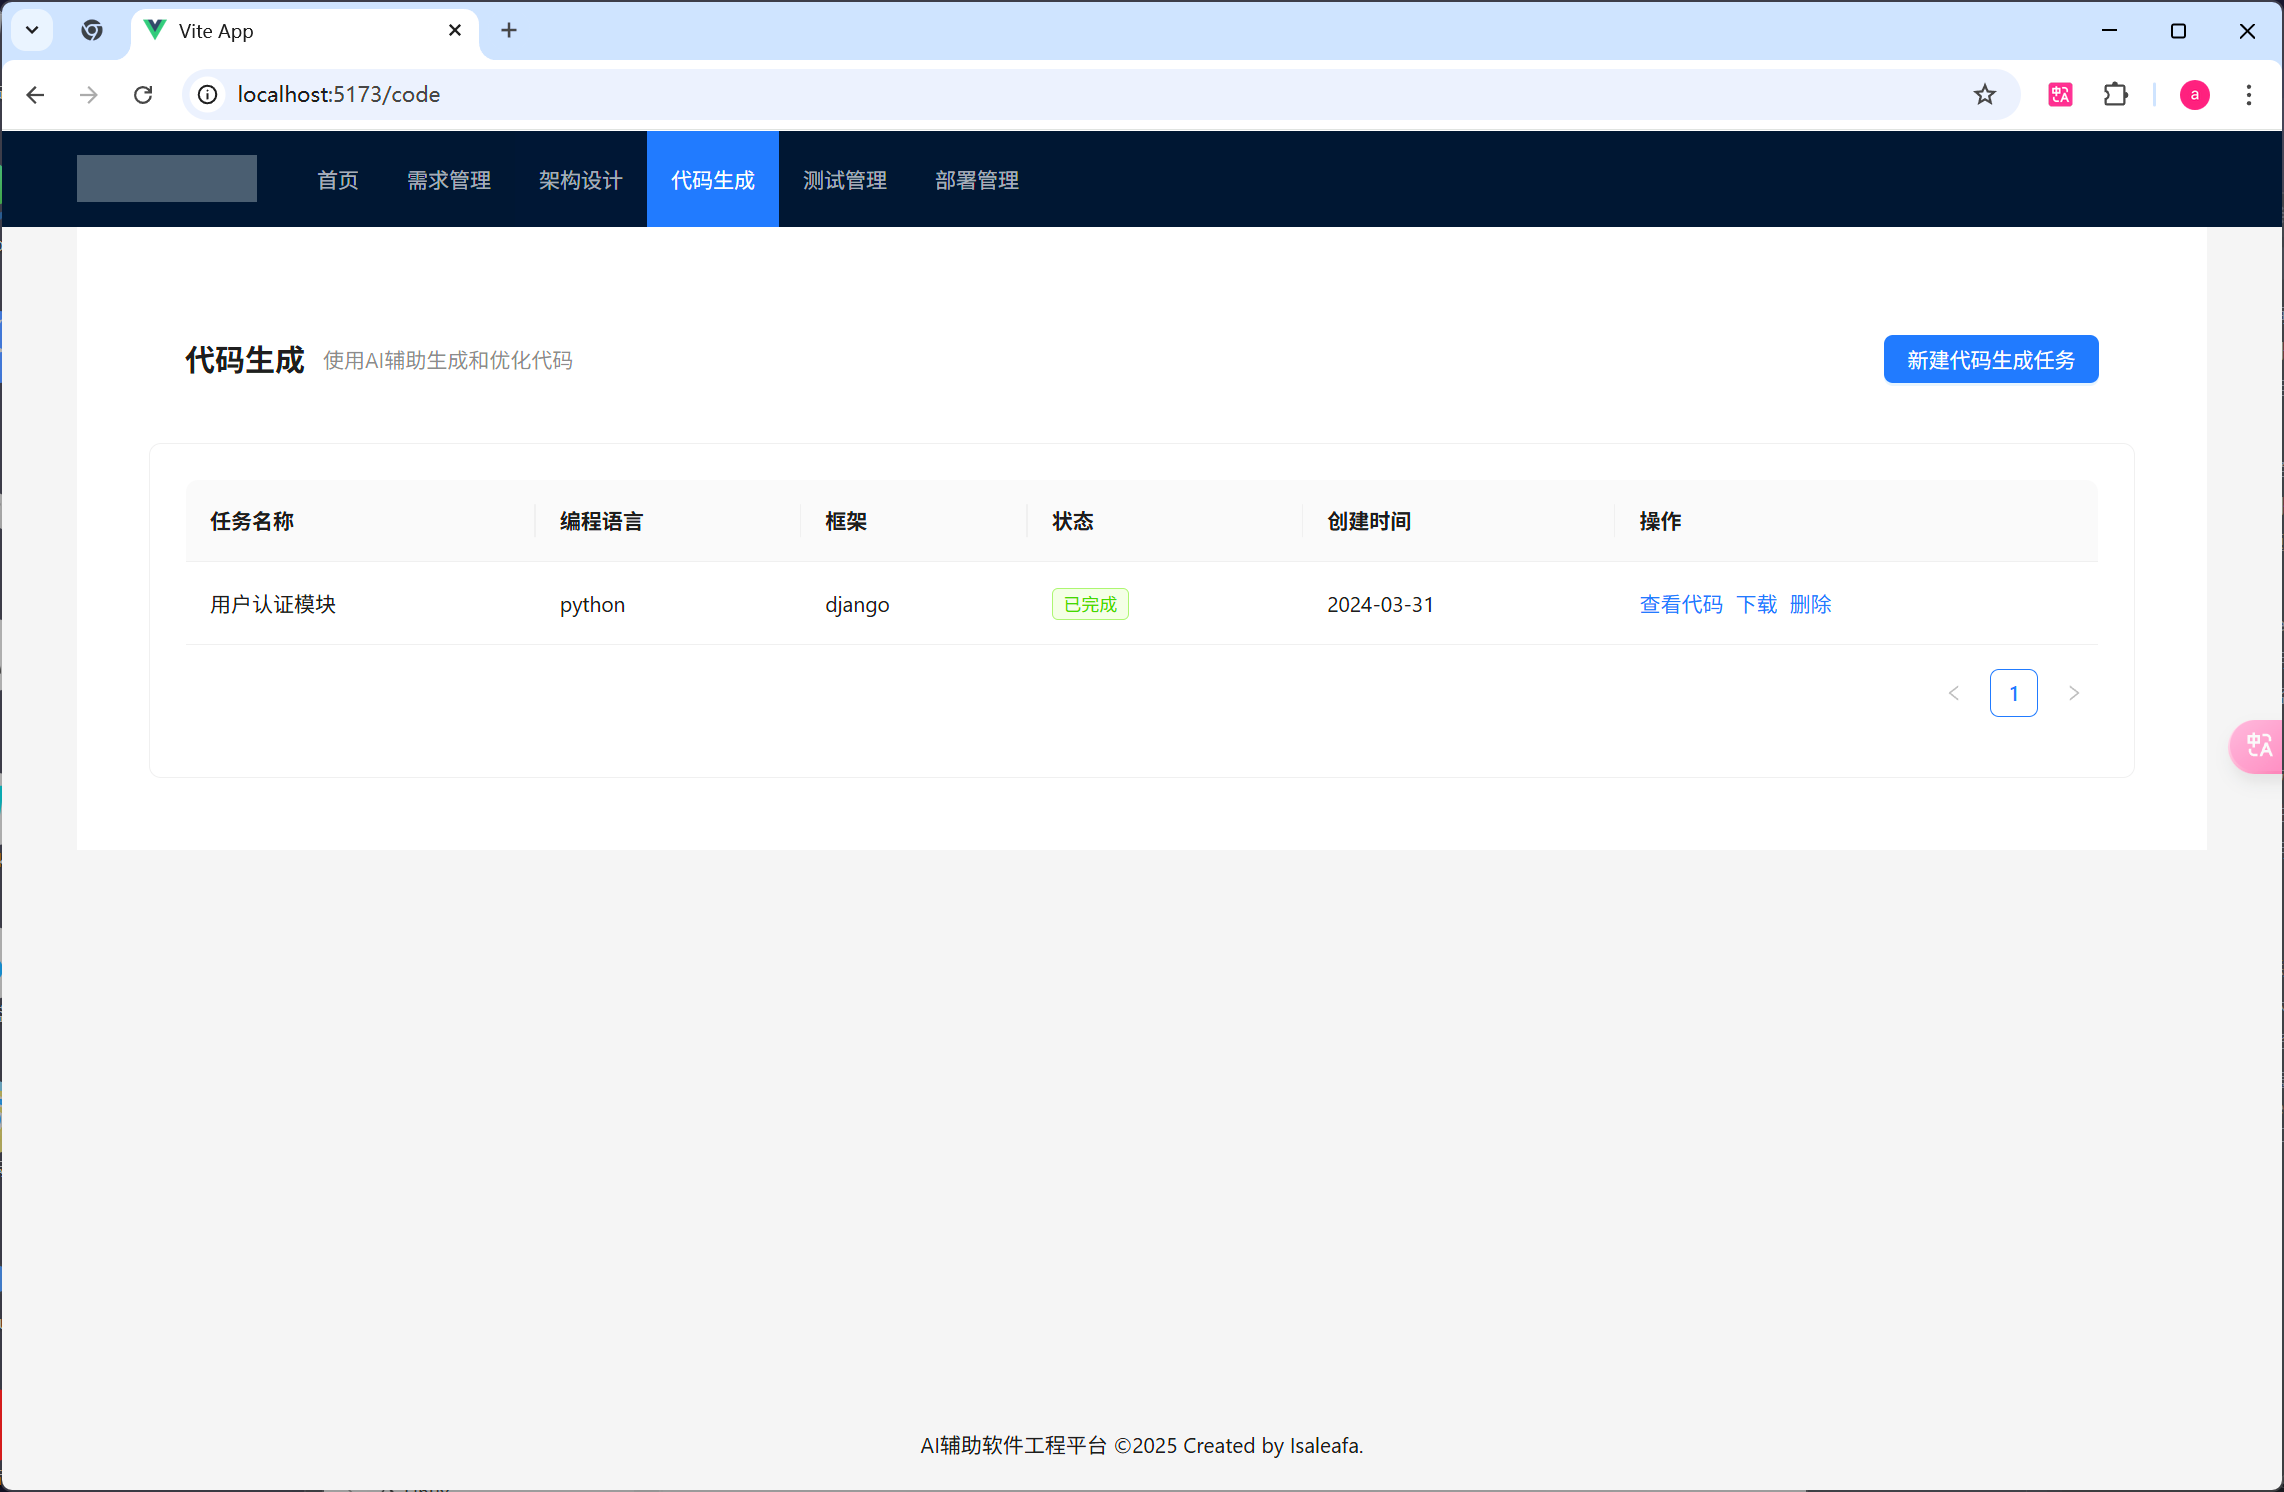 Vite App
localhost:5173/code
a
首页 需求管理 架构设计 代码生成 测试管理 部署管理
代码生成 使用AI辅助生成和优化代码 新建代码生成任务
任务名称 编程语言 框架 状态 创建时间 操作
用户认证模块 python django 已完成 2024-03-31 查看代码 下载 删除
1
AI辅助软件工程平台 ©2025 Created by Isaleafa.